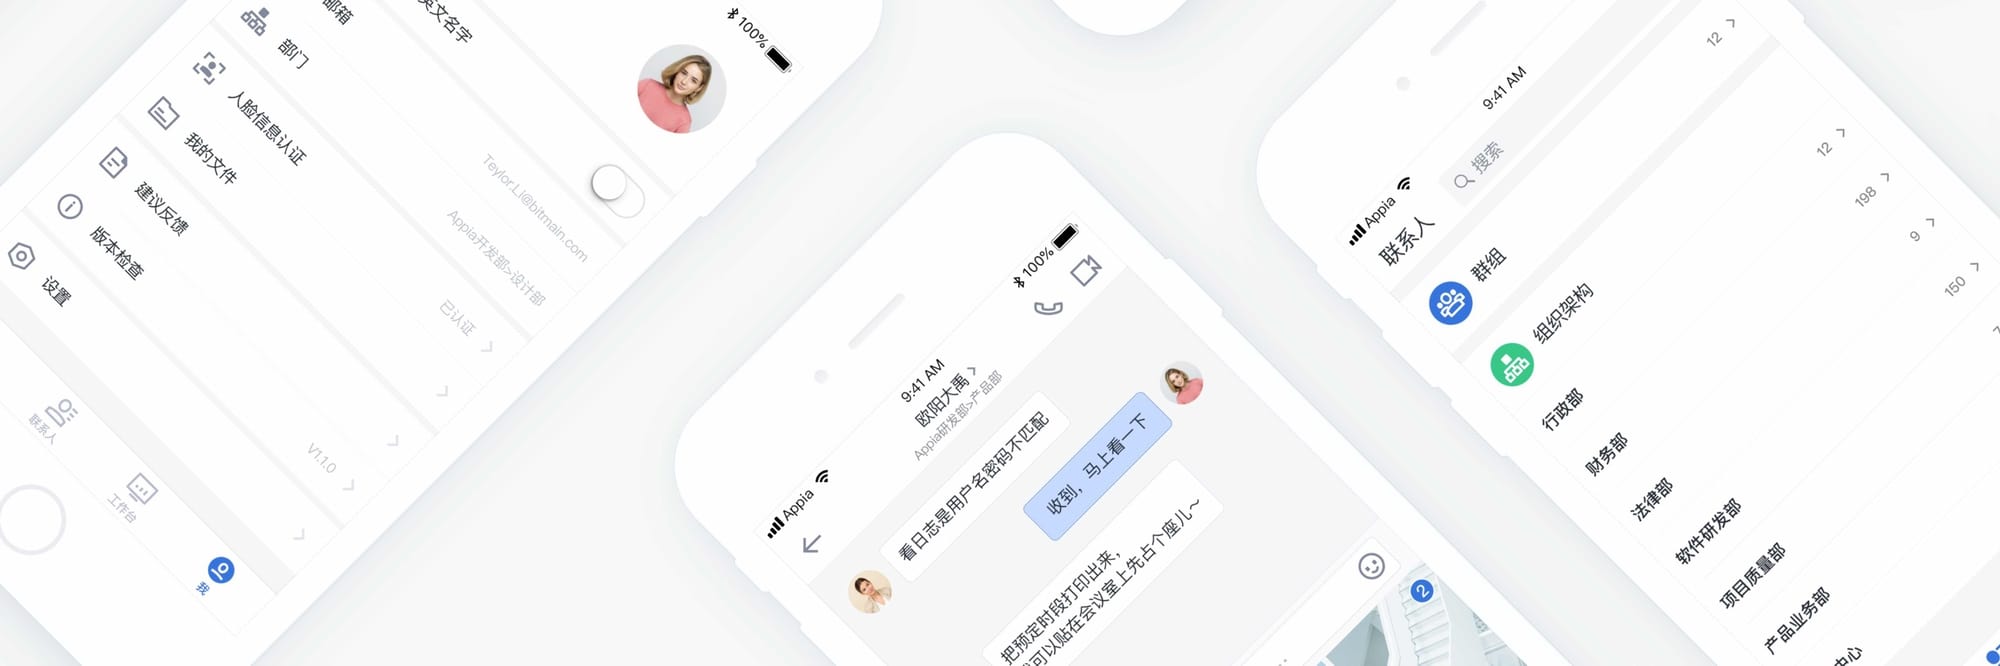 英文名字
邮箱
部门
人脸信息认证
我的文件
建议反馈
版本检查
设置
100%
Teylor.Li@bitmain.com
Appia开发部>设计部
已认证
V1.1.0
联系人
工作台
我
100%
9:41 AM
Appia
欧阳大禹
Appia研发部>产品部
看日志是用户名密码不匹配
收到，马上看一下
把预定时段打印出来，
可以贴在会议室上先占个座儿~
2
9:41 AM
Appia
联系人
搜索
群组
12
组织架构
行政部
12
财务部
198
法律部
9
软件研发部
150
项目质量部
产品业务部
中心